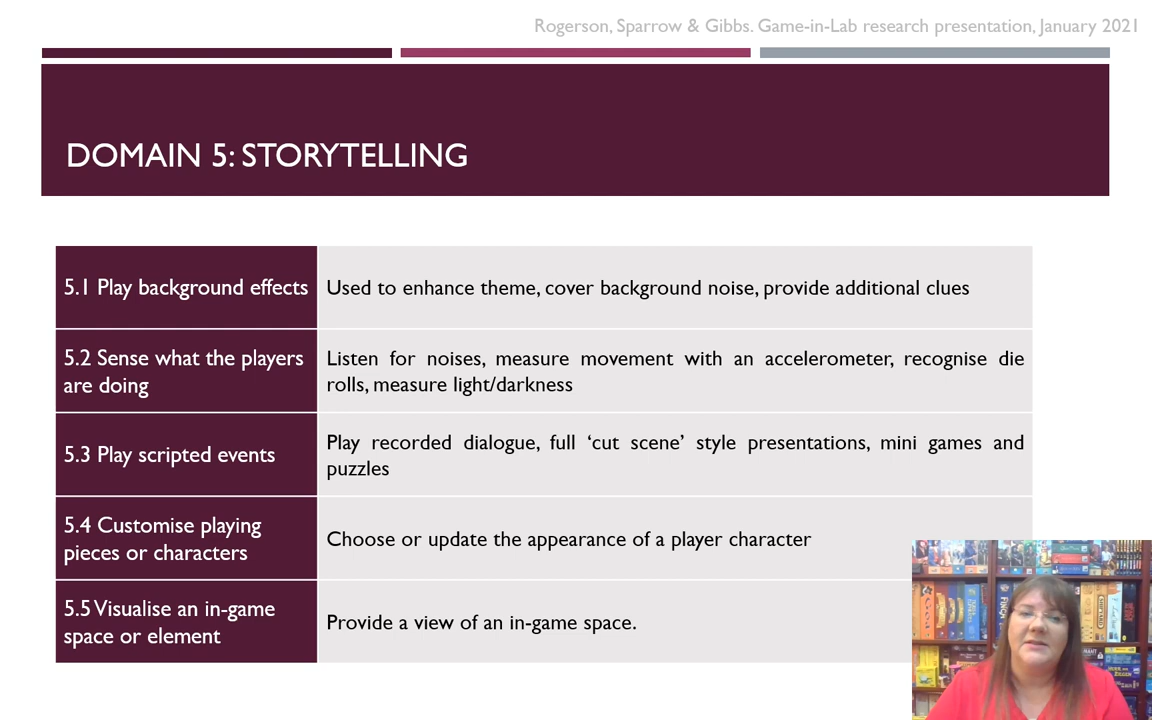 Rogerson, Sparrow & Gibbs. Game-in-Lab research presentation, January 2021
DOMAIN 5: STORYTELLING
5.1 Play background effects
Used to enhance theme, cover background noise, provide additional clues
5.2 Sense what the players
are doing
Listen for noises, measure movement with an accelerometer, recognise die
rolls, measure light/darkness
5.3 Play scripted events
Play recorded dialogue, full ‘cut scene’ style presentations, mini games and
puzzles
5.4 Customise playing
pieces or characters
Choose or update the appearance of a player character
5.5 Visualise an in-game
space or element
Provide a view of an in-game space.